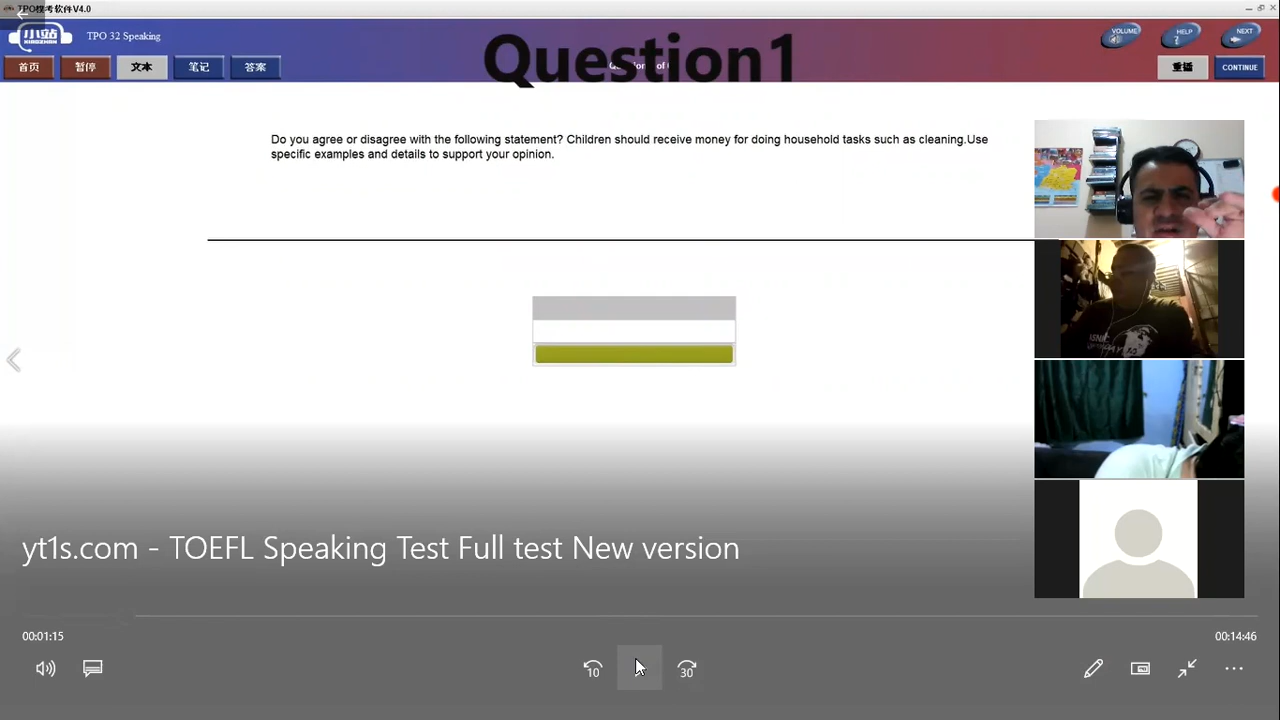 TPO模考软件V4.0
小站
XIAOZHAN
TPO 32 Speaking
Question1
VOLUME
HELP
?
NEXT
首页
暂停
文本
笔记
答案
重播
CONTINUE
Do you agree or disagree with the following statement? Children should receive money for doing household tasks such as cleaning.Use
specific examples and details to support your opinion.
yt1s.com - TOEFL Speaking Test Full test New version
00:01:15
00:14:46
10
30